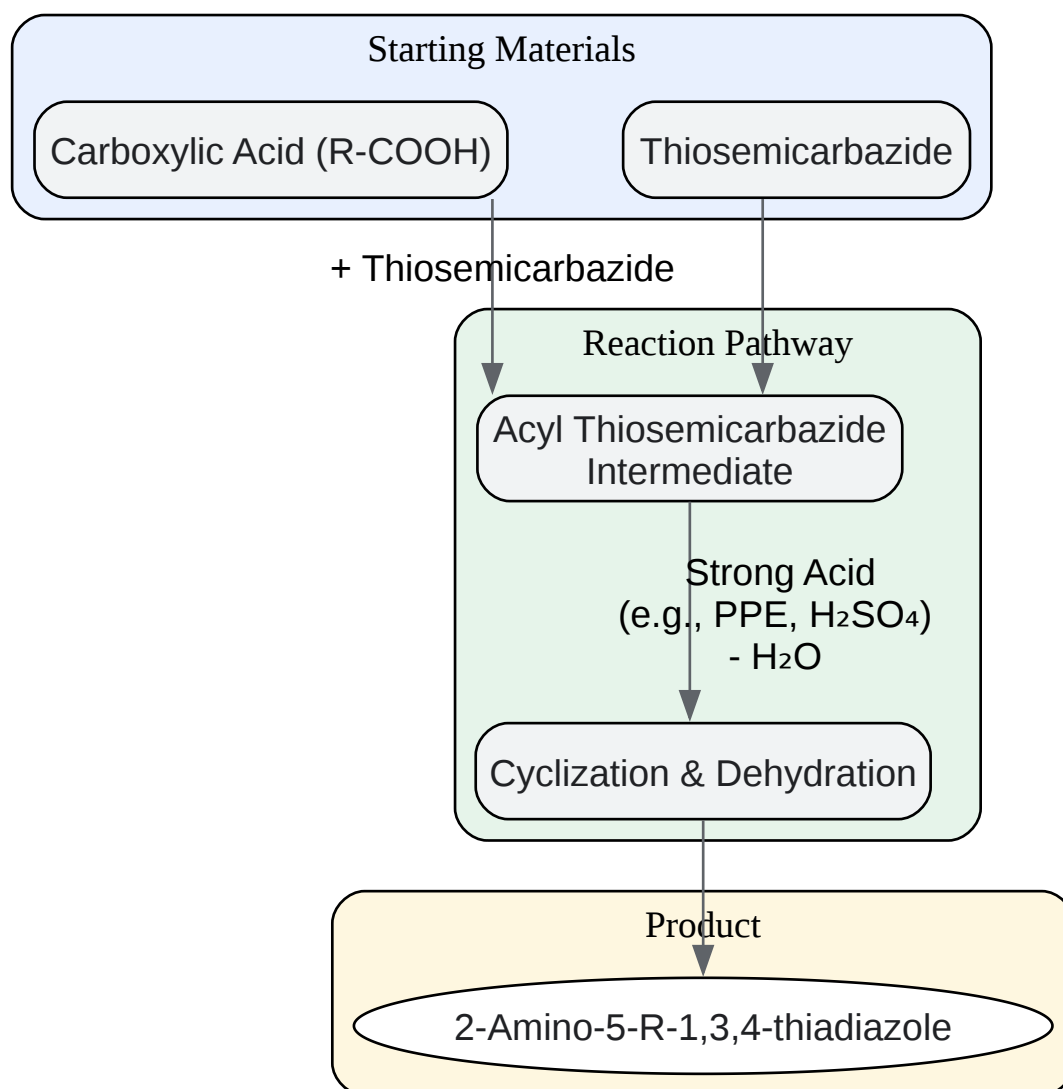 Starting Materials
Carboxylic Acid (R-COOH)
Thiosemicarbazide
+ Thiosemicarbazide
Reaction Pathway
Acyl Thiosemicarbazide
Intermediate
Strong Acid
(e.g., PPE, H₂SO₄)
- H₂O
Cyclization & Dehydration
Product
2-Amino-5-R-1,3,4-thiadiazole